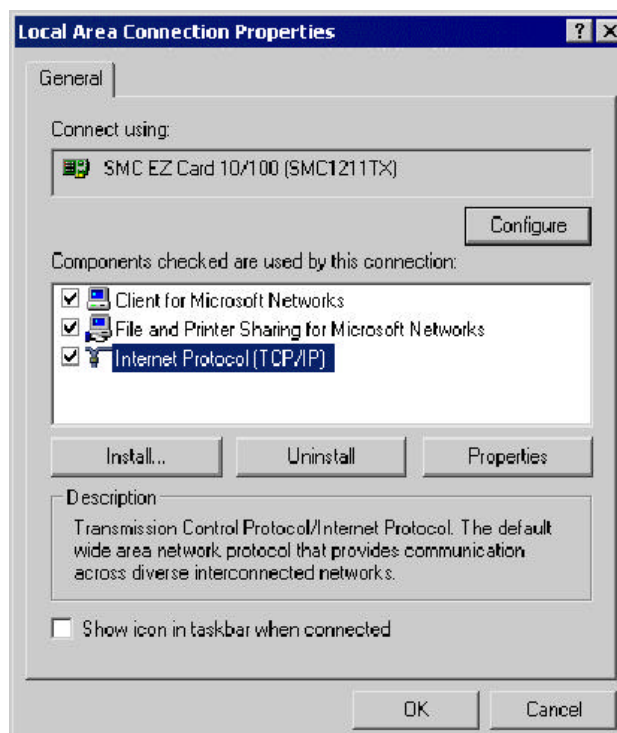 Local Area Connection Properties
General
Connect using:
SMC EZ Card 10/100 (SMC1211TX)
Configure
Components checked are used by this connection:
Client for Microsoft Networks
File and Printer Sharing for Microsoft Networks
Internet Protocol (TCP/IP)
Install... Uninstall Properties
Description
Transmission Control Protocol/Internet Protocol. The default
wide area network protocol that provides communication
across diverse interconnected networks.
Show icon in taskbar when connected
OK Cancel